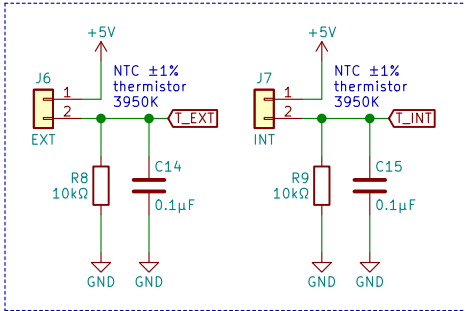 +5V
J6
NTC ±1%
thermistor
3950K
1
2
T_EXT
EXT
R8
10kΩ
C14
0.1µF
GND
GND
+5V
J7
NTC ±1%
thermistor
3950K
1
2
T_INT
INT
R9
10kΩ
C15
0.1µF
GND
GND